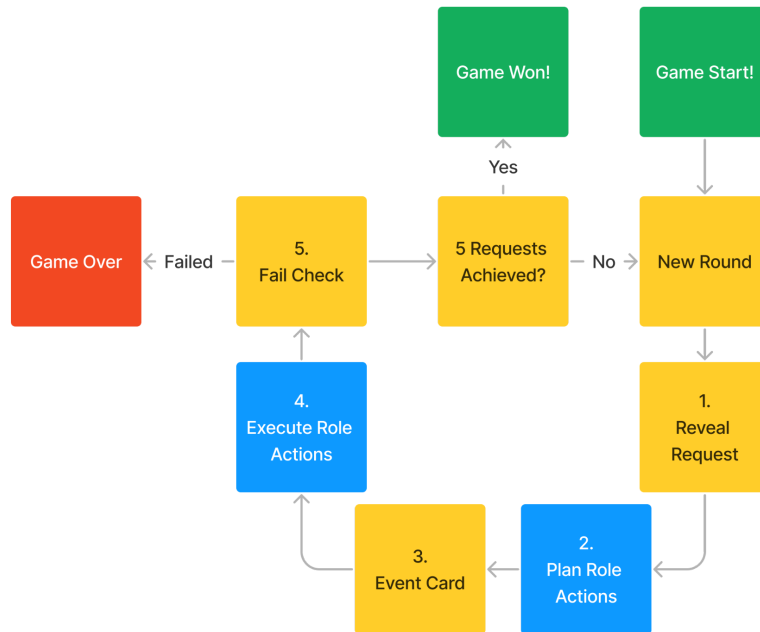 Game Won!
Game Start!
Yes
Game Over
Failed
5.
Fail Check
5 Requests
Achieved?
No
New Round
4.
Execute Role
Actions
1.
Reveal
Request
3.
Event Card
2.
Plan Role
Actions